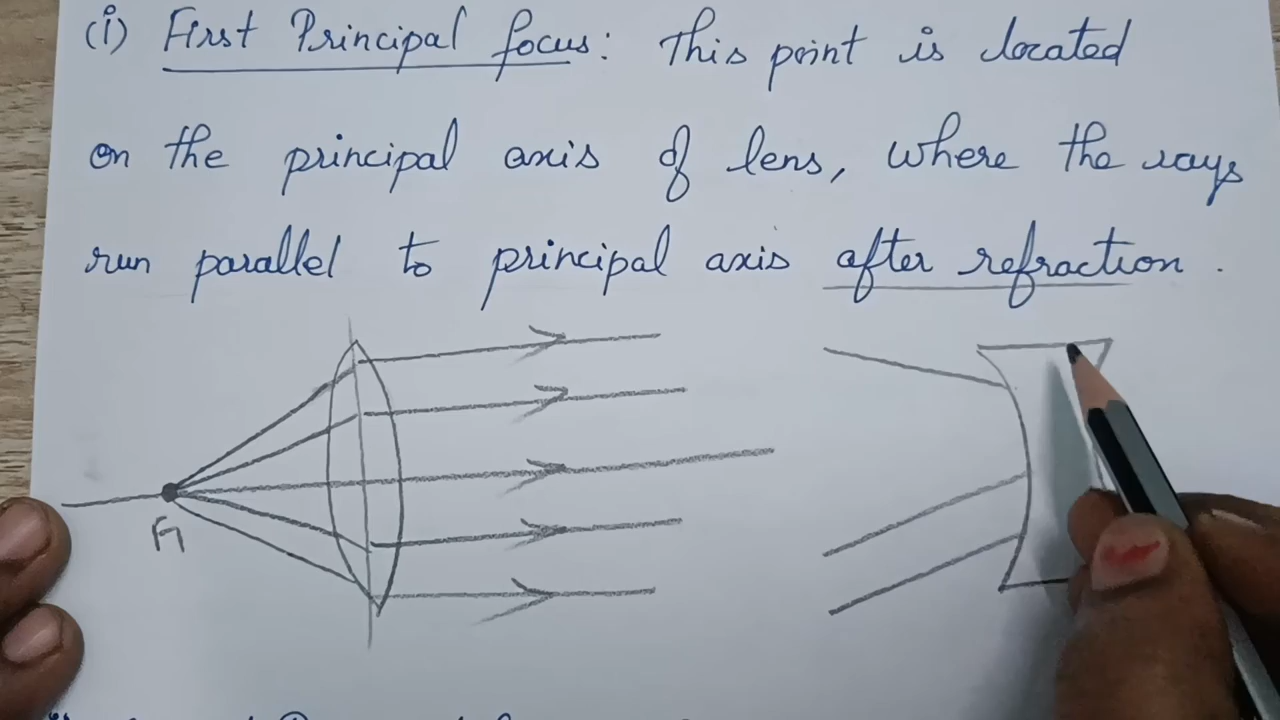 (i) First Principal focus: This point is located
on the principal axis of lens, where the rays
run parallel to principal axis after refraction.
F1